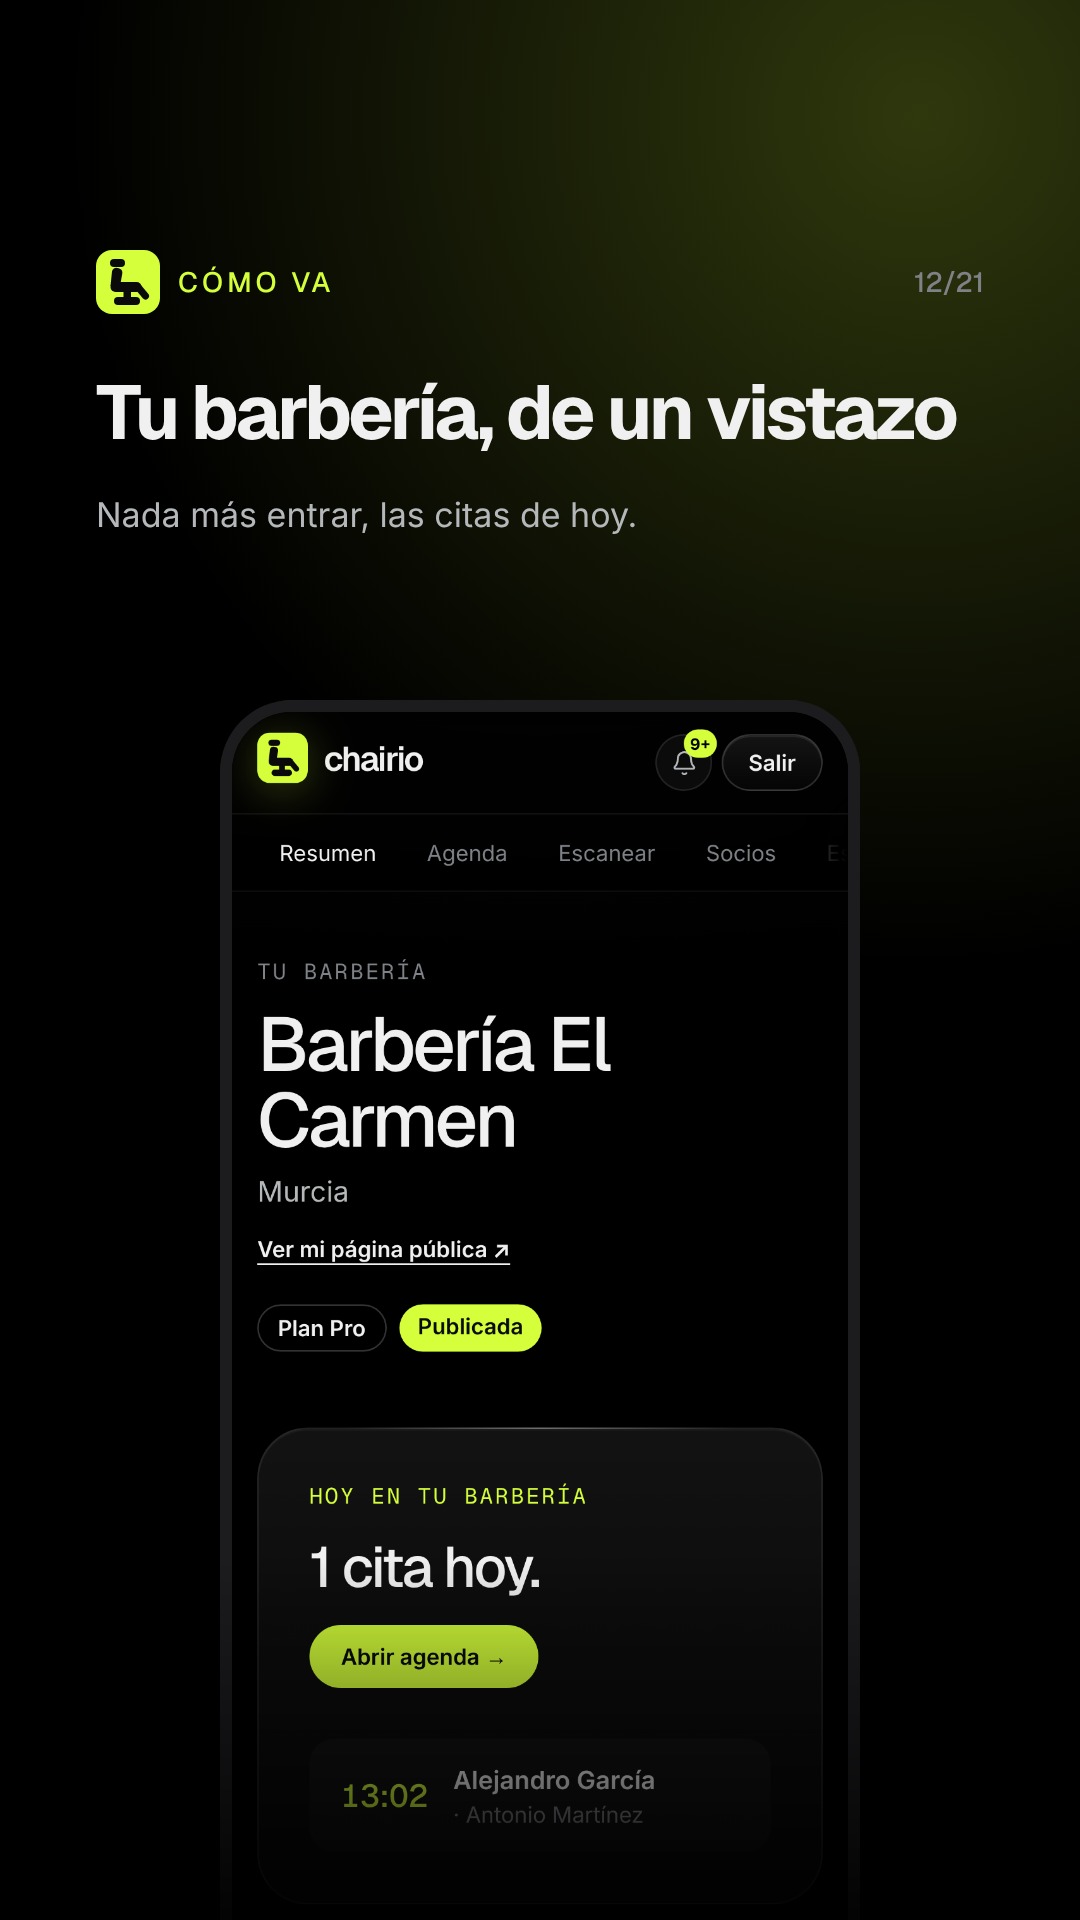 CÓMO VA
12/21
Tu barbería, de un vistazo
Nada más entrar, las citas de hoy.
chairio
9+
Salir
Resumen
Agenda
Escanear
Socios
TU BARBERÍA
Barbería El
Carmen
Murcia
Ver mi página pública ↗
Plan Pro
Publicada
HOY EN TU BARBERÍA
1 cita hoy.
Abrir agenda →
13:02
Alejandro García
· Antonio Martínez